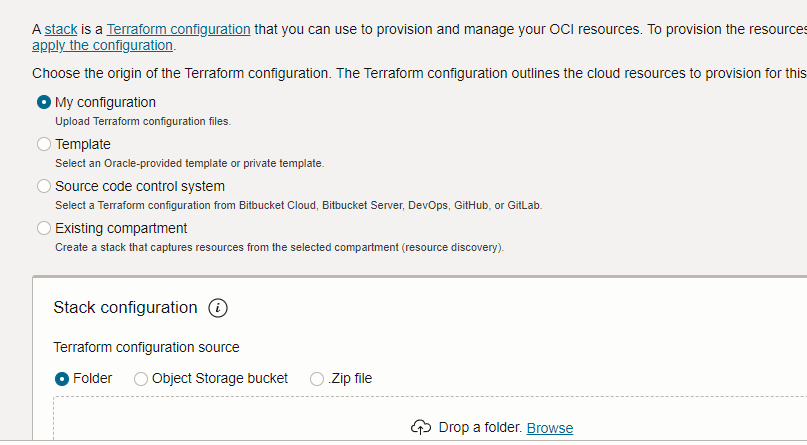 A stack is a Terraform configuration that you can use to provision and manage your OCI resources. To provision the resources
apply the configuration.
Choose the origin of the Terraform configuration. The Terraform configuration outlines the cloud resources to provision for this
My configuration
Upload Terraform configuration files.
Template
Select an Oracle-provided template or private template.
Source code control system
Select a Terraform configuration from Bitbucket Cloud, Bitbucket Server, DevOps, GitHub, or GitLab.
Existing compartment
Create a stack that captures resources from the selected compartment (resource discovery).
Stack configuration i
Terraform configuration source
Folder Object Storage bucket .Zip file
Drop a folder. Browse